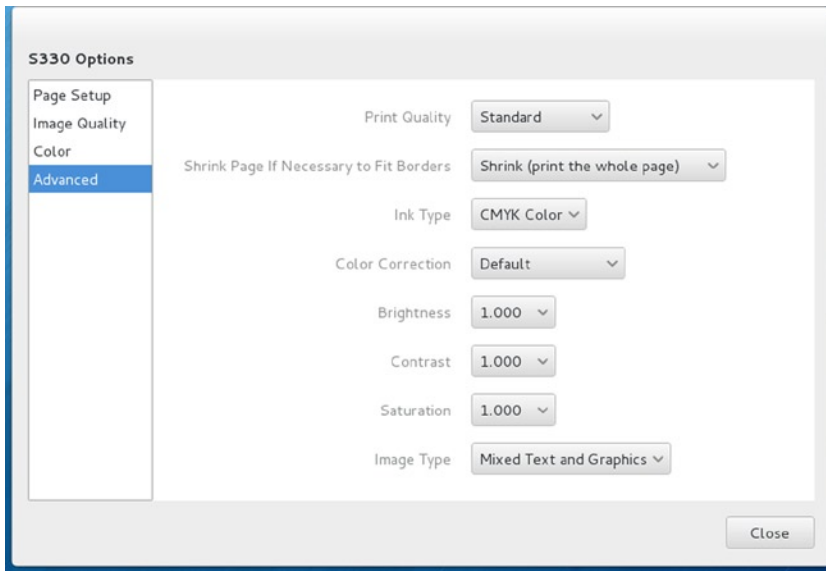 S330 Options
Page Setup
Image Quality
Color
Advanced
Print Quality Standard
Shrink Page If Necessary to Fit Borders Shrink (print the whole page)
Ink Type CMYK Color
Color Correction Default
Brightness 1.000
Contrast 1.000
Saturation 1.000
Image Type Mixed Text and Graphics
Close